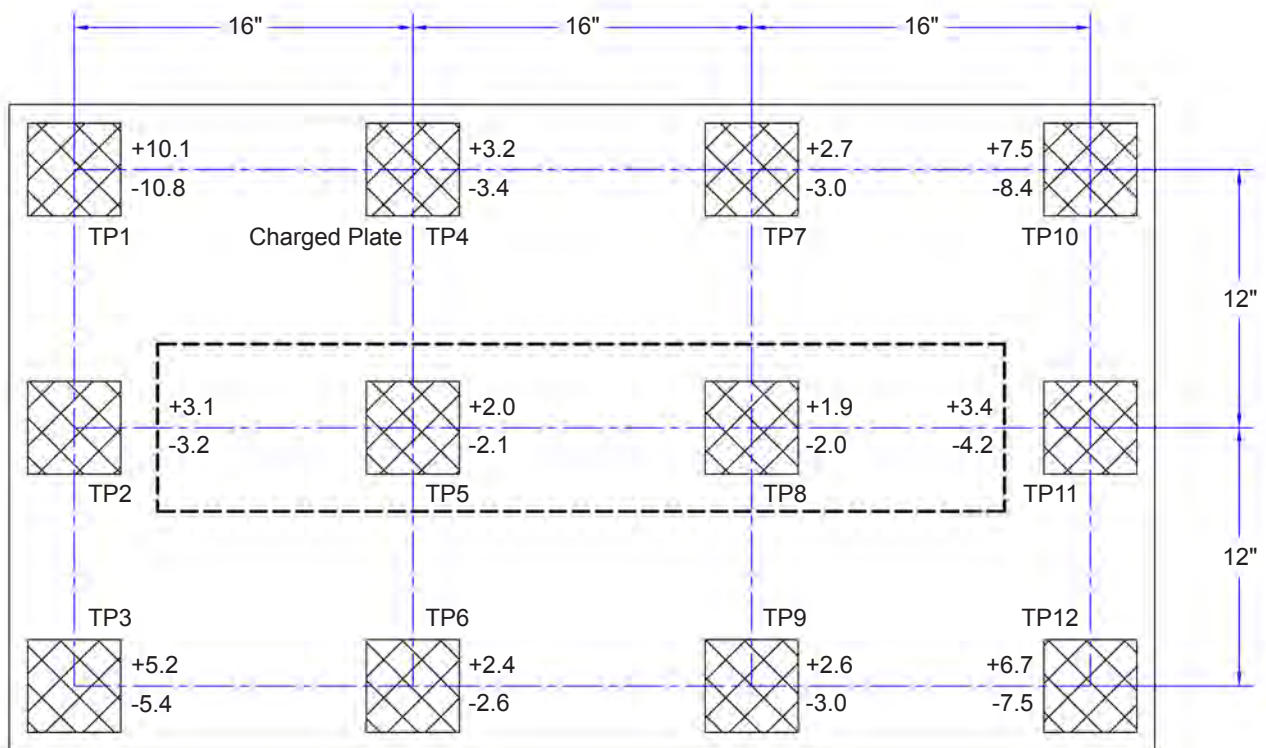 16" 16" 16"
+10.1 +3.2 +2.7 +7.5
-10.8 -3.4 -3.0 -8.4
TP1 Charged Plate TP4 TP7 TP10
12"
+3.1 +2.0 +1.9 +3.4
-3.2 -2.1 -2.0 -4.2
TP2 TP5 TP8 TP11
12"
TP3 TP6 TP9 TP12
+5.2 +2.4 +2.6 +6.7
-5.4 -2.6 -3.0 -7.5